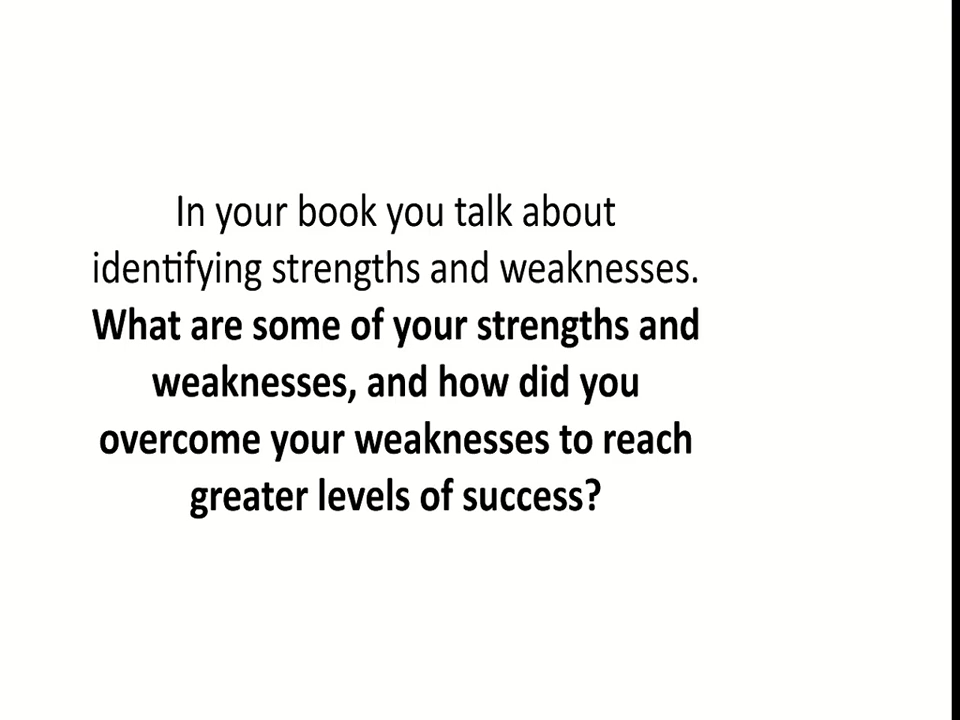 In your book you talk about
identifying strengths and weaknesses.
What are some of your strengths and
weaknesses, and how did you
overcome your weaknesses to reach
greater levels of success?